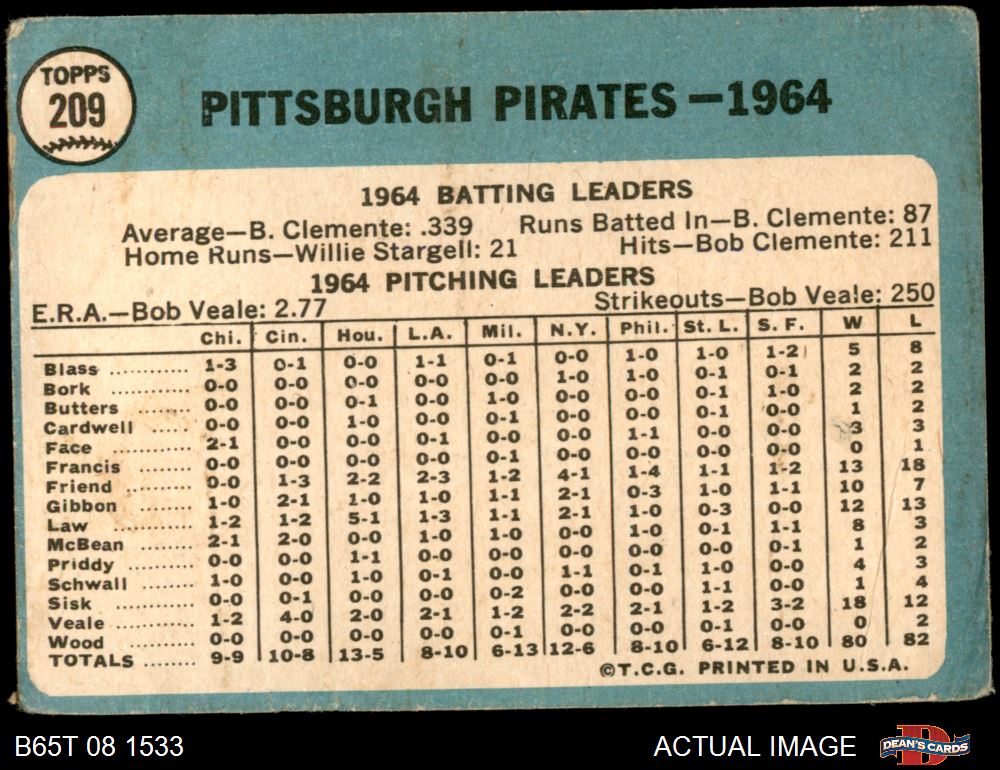 TOPPS
209
PITTSBURGH PIRATES—1964
1964 BATTING LEADERS
Average—B. Clemente: .339 Runs Batted In—B. Clemente: 87
Home Runs—Willie Stargell: 21 Hits—Bob Clemente: 211
1964 PITCHING LEADERS
E.R.A.—Bob Veale: 2.77 Strikeouts—Bob Veale: 250
Chi. Cin. Hou. L.A. Mil. N.Y. Phil. St. L. S. F. W L
Blass ............ 1-3 0-1 0-0 1-1 0-1 0-0 1-0 1-0 1-2 5 8
Bork ............ 0-0 0-0 0-0 0-0 0-0 1-0 1-0 0-1 0-1 2 2
Butters ........ 0-0 0-0 0-1 0-0 1-0 0-0 0-0 0-1 1-0 2 2
Cardwell ..... 0-0 0-0 1-0 0-0 0-1 0-0 0-0 0-1 0-0 1 2
Face ............ 2-1 0-0 0-0 0-1 0-0 0-0 1-1 0-0 0-0 3 3
Francis ........ 0-0 0-0 0-0 0-0 0-1 0-0 0-0 0-0 0-0 0 1
Friend .......... 0-0 1-3 2-2 2-3 1-2 4-1 1-4 1-1 1-2 13 18
Gibbon ........ 1-0 2-1 1-0 1-0 1-1 2-1 0-3 1-0 1-1 10 7
Law ............ 1-2 1-2 5-1 1-3 1-1 2-1 1-0 0-3 0-0 12 13
McBean ........ 2-1 2-0 0-0 1-0 1-0 0-0 1-0 0-1 1-1 8 3
Priddy .......... 0-0 0-0 1-1 0-0 0-0 0-0 0-0 0-0 0-1 1 2
Schwall ........ 1-0 0-0 1-0 0-1 0-0 1-1 0-1 0-0 0-0 4 3
Sisk ............ 0-0 0-1 0-0 0-0 0-2 0-0 0-0 1-1 0-0 1 4
Veale ............ 1-2 4-0 2-0 2-1 1-2 2-2 2-1 1-2 3-2 18 12
Wood ............ 0-0 0-0 0-0 0-0 0-1 0-0 0-0 0-1 0-0 0 2
TOTALS ........ 9-9 10-8 13-5 8-10 6-13 12-6 8-10 6-12 8-10 80 82
©T.C.G. PRINTED IN U.S.A.
B65T 08 1533 ACTUAL IMAGE DEAN'S CARDS